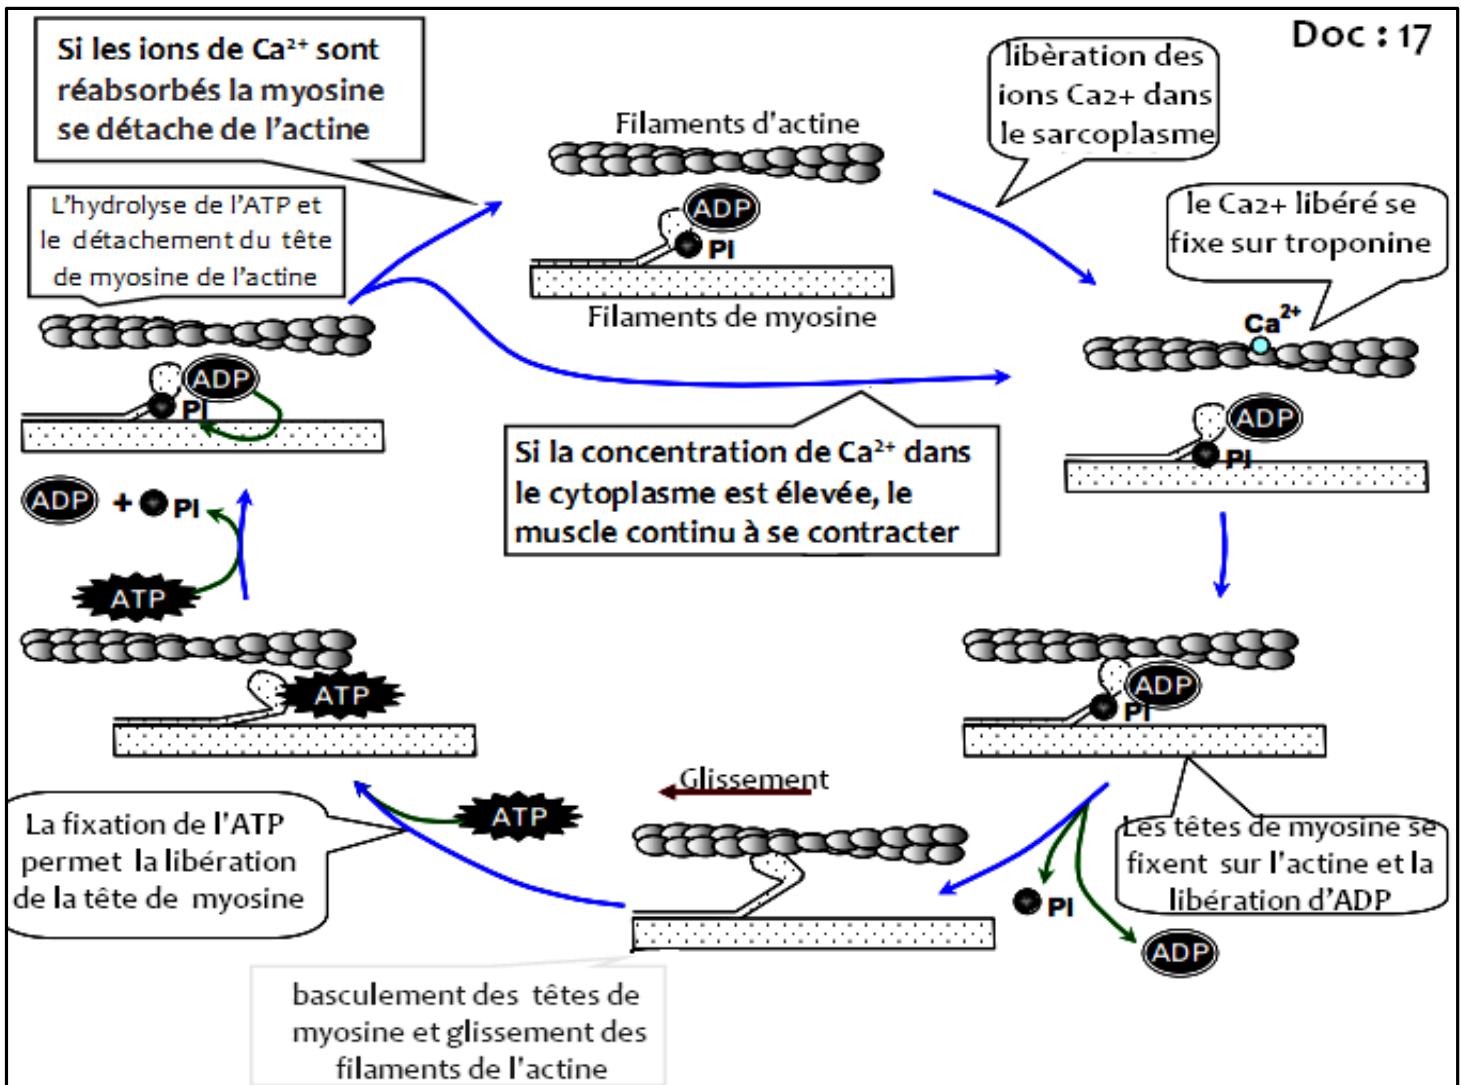 Doc : 17
Si les ions de Ca²⁺ sont
réabsorbés la myosine
se détache de l'actine
libèration des
ions Ca2+ dans
le sarcoplasme
Filaments d'actine
ADP
PI
Filaments de myosine
le Ca2+ libéré se
fixe sur troponine
Ca²⁺
ADP
PI
L'hydrolyse de l'ATP et
le détachement du tête
de myosine de l'actine
ADP
PI
Si la concentration de Ca²⁺ dans
le cytoplasme est élevée, le
muscle continu à se contracter
ADP + PI
ATP
ATP
ADP
PI
Les têtes de myosine se
fixent sur l'actine et la
libération d'ADP
PI
ADP
Glissement
ATP
La fixation de l'ATP
permet la libération
de la tête de myosine
basculement des têtes de
myosine et glissement des
filaments de l'actine